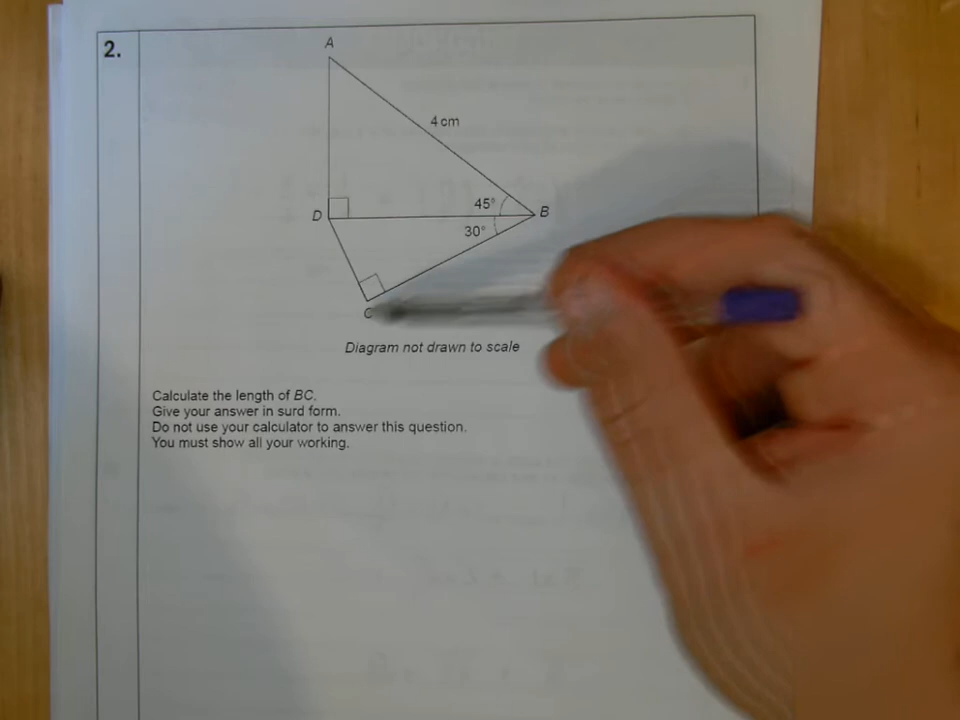 2.
A
4 cm
45°
B
D
30°
C
Diagram not drawn to scale
Calculate the length of BC.
Give your answer in surd form.
Do not use your calculator to answer this question.
You must show all your working.